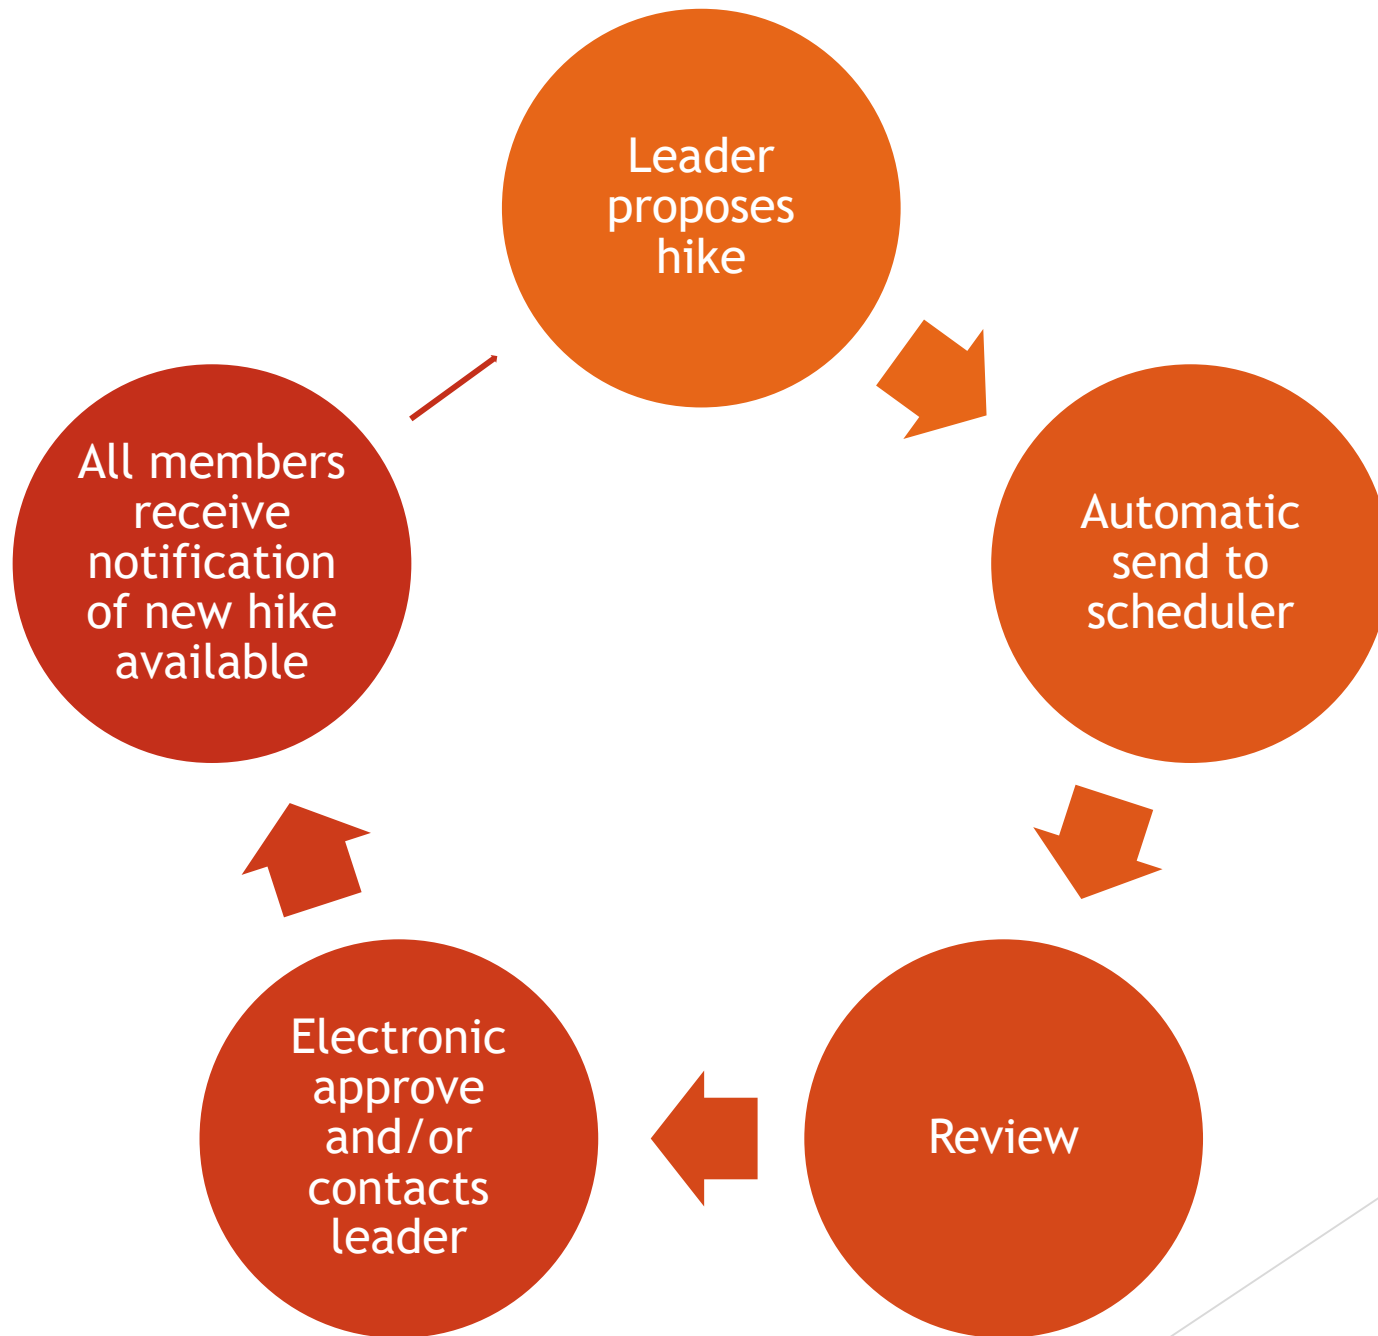 Leader
proposes
hike
Automatic
send to
scheduler
Review
Electronic
approve
and/or
contacts
leader
All members
receive
notification
of new hike
available